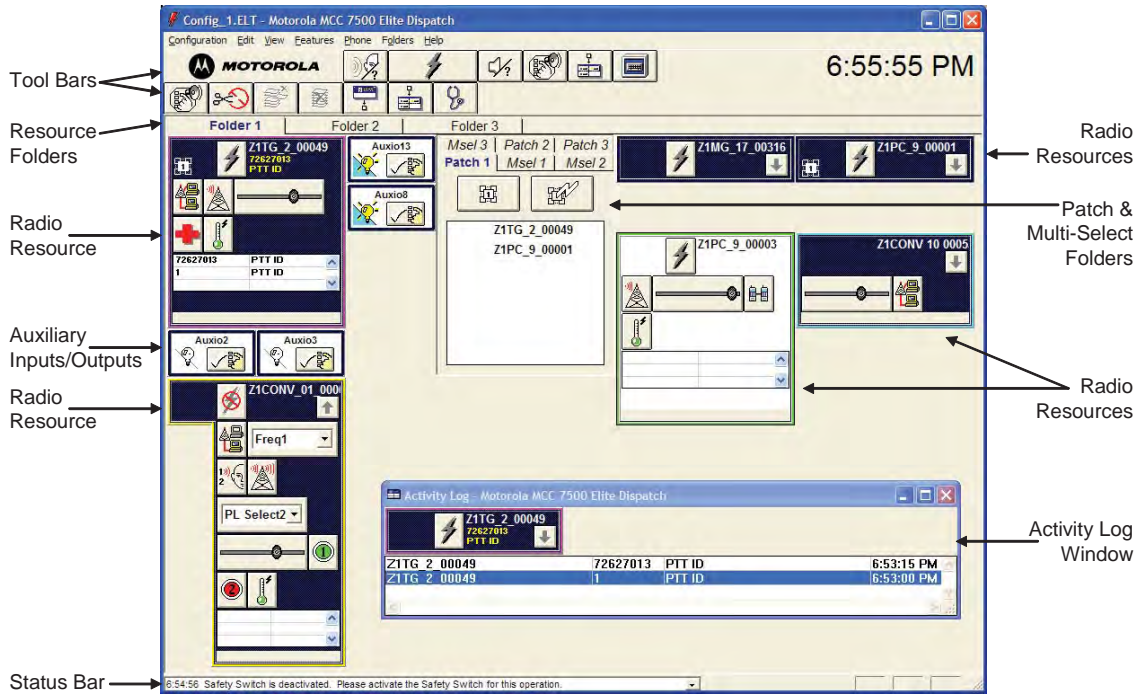 Config_1.ELT - Motorola MCC 7500 Elite Dispatch
Configuration Edit View Features Phone Folders Help
MOTOROLA
6:55:55 PM
Tool Bars
Resource
Folders
Folder 1 Folder 2 Folder 3
Radio
Resources
Z1TG_2_00049
72627013
PTT ID
Auxio13
Auxio8
Msel 3 Patch 2 Patch 3
Patch 1 Msel 1 Msel 2
Z1MG_17_00316
Z1PC_9_00001
Patch &
Multi-Select
Folders
Radio
Resource
Z1TG_2_00049
Z1PC_9_00001
Z1PC_9_00003
Z1CONV 10 0005
72627013 PTT ID
1 PTT ID
Auxiliary
Inputs/Outputs
Auxio2
Auxio3
Radio
Resource
Z1CONV_01_000
Freq1
1
2
PL Select2
1
2
Radio
Resources
Activity Log - Motorola MCC 7500 Elite Dispatch
Z1TG_2_00049
72627013
PTT ID
Z1TG_2_00049 72627013 PTT ID 6:53:15 PM
Z1TG_2_00049 1 PTT ID 6:53:00 PM
Activity Log
Window
Status Bar
6:54:56 Safety Switch is deactivated. Please activate the Safety Switch for this operation.